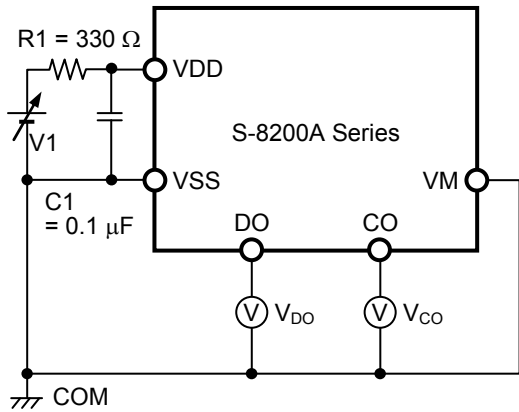 R1 = 330 Ω
VDD
V1
S-8200A Series
VSS
VM
C1
= 0.1 μF
DO
CO
V
VDO
V
VCO
COM